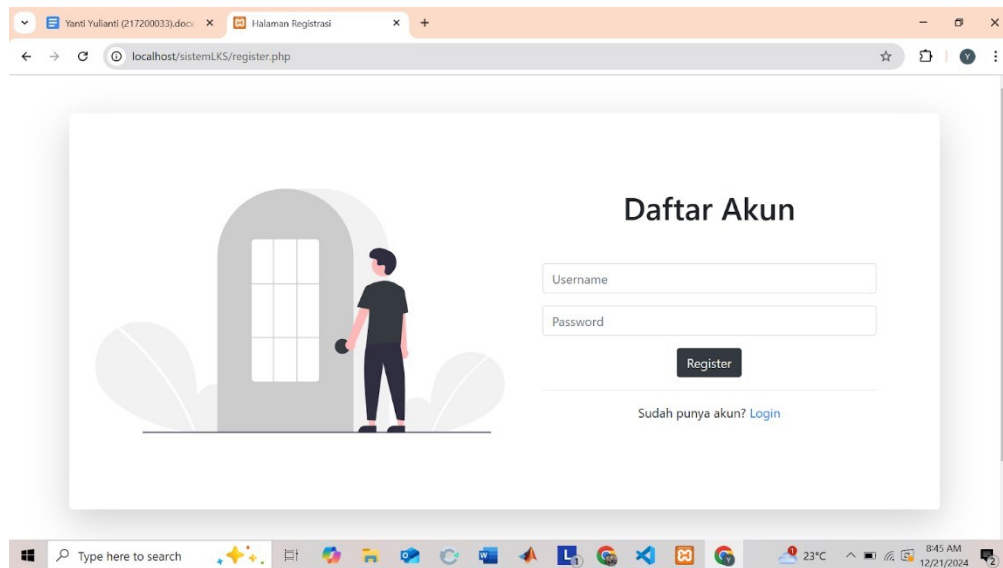 Yanti Yulianti (217200033).docx
Halaman Registrasi
localhost/sistemLKS/register.php
Y
Daftar Akun
Username
Password
Register
Sudah punya akun? Login
Type here to search
23°C
8:45 AM
12/21/2024
2